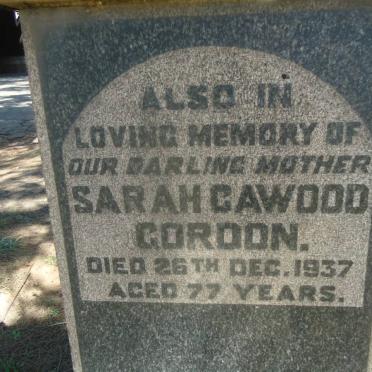 ALSO IN
LOVING MEMORY OF
OUR DARLING MOTHER
SARAH CAWOOD
GORDON.
DIED 26TH DEC. 1937
AGED 77 YEARS.